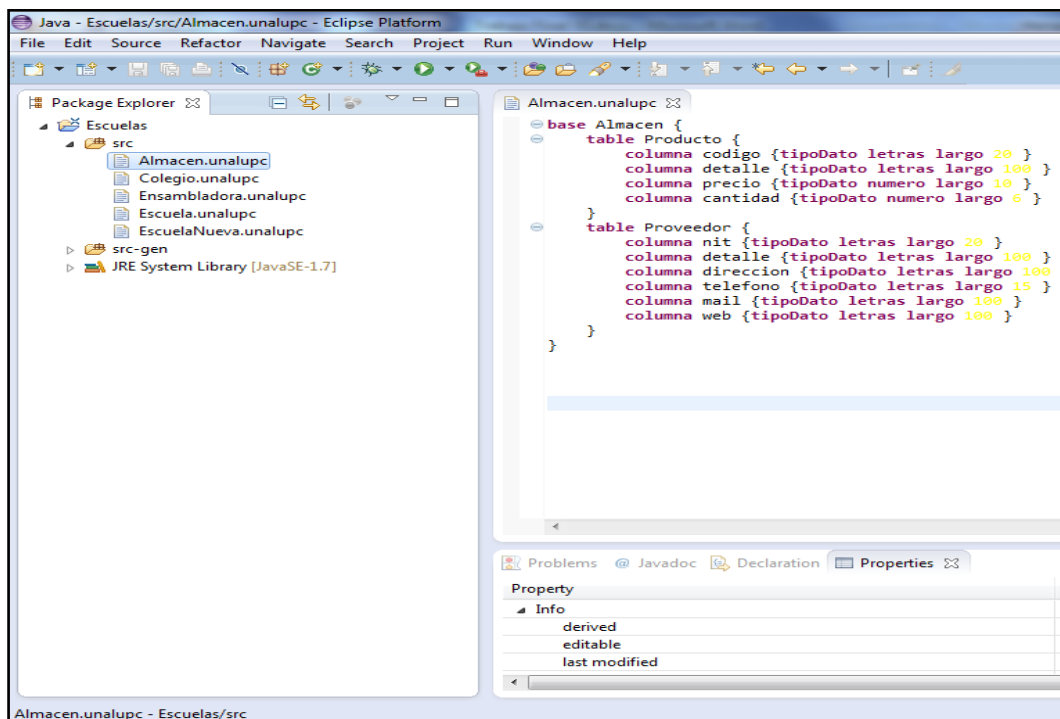 Java - Escuelas/src/Almacen.unalupc - Eclipse Platform
File Edit Source Refactor Navigate Search Project Run Window Help
Package Explorer
Escuelas
src
Almacen.unalupc
Colegio.unalupc
Ensambladora.unalupc
Escuela.unalupc
EscuelaNueva.unalupc
src-gen
JRE System Library [JavaSE-1.7]
Almacen.unalupc
base Almacen {
table Producto {
columna codigo {tipoDato letras largo 20 }
columna detalle {tipoDato letras largo 100 }
columna precio {tipoDato numero largo 10 }
columna cantidad {tipoDato numero largo 6 }
}
table Proveedor {
columna nit {tipoDato letras largo 20 }
columna detalle {tipoDato letras largo 100 }
columna direccion {tipoDato letras largo 100
columna telefono {tipoDato letras largo 15 }
columna mail {tipoDato letras largo 100 }
columna web {tipoDato letras largo 100 }
}
}
Problems @ Javadoc Declaration Properties
Property
Info
derived
editable
last modified
Almacen.unalupc - Escuelas/src